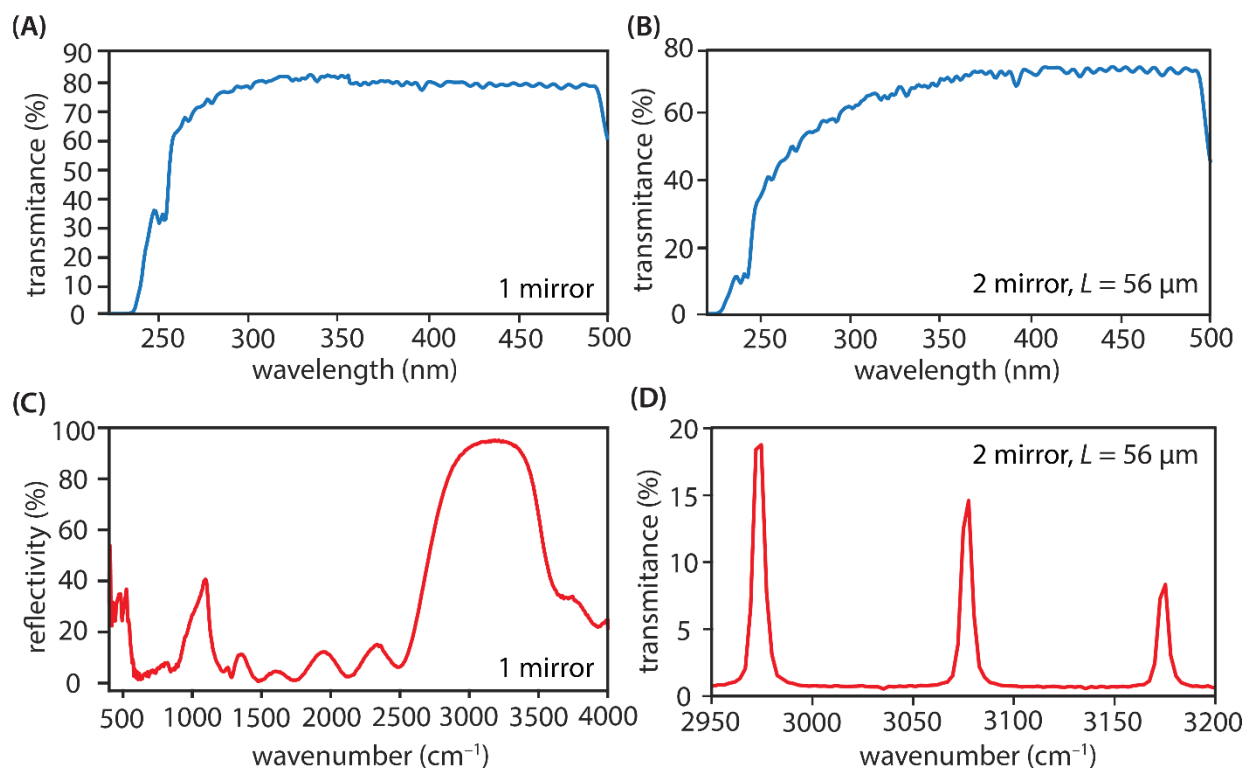 (A)
transmitance (%)
90
80
70
60
50
40
30
20
10
0
250 300 350 400 450 500
wavelength (nm)
1 mirror
(B)
transmitance (%)
80
60
40
20
0
250 300 350 400 450 500
wavelength (nm)
2 mirror, L = 56 μm
(C)
reflectivity (%)
100
80
60
40
20
0
500 1000 1500 2000 2500 3000 3500 4000
wavenumber (cm⁻¹)
1 mirror
(D)
transmitance (%)
20
15
10
5
0
2950 3000 3050 3100 3150 3200
wavenumber (cm⁻¹)
2 mirror, L = 56 μm